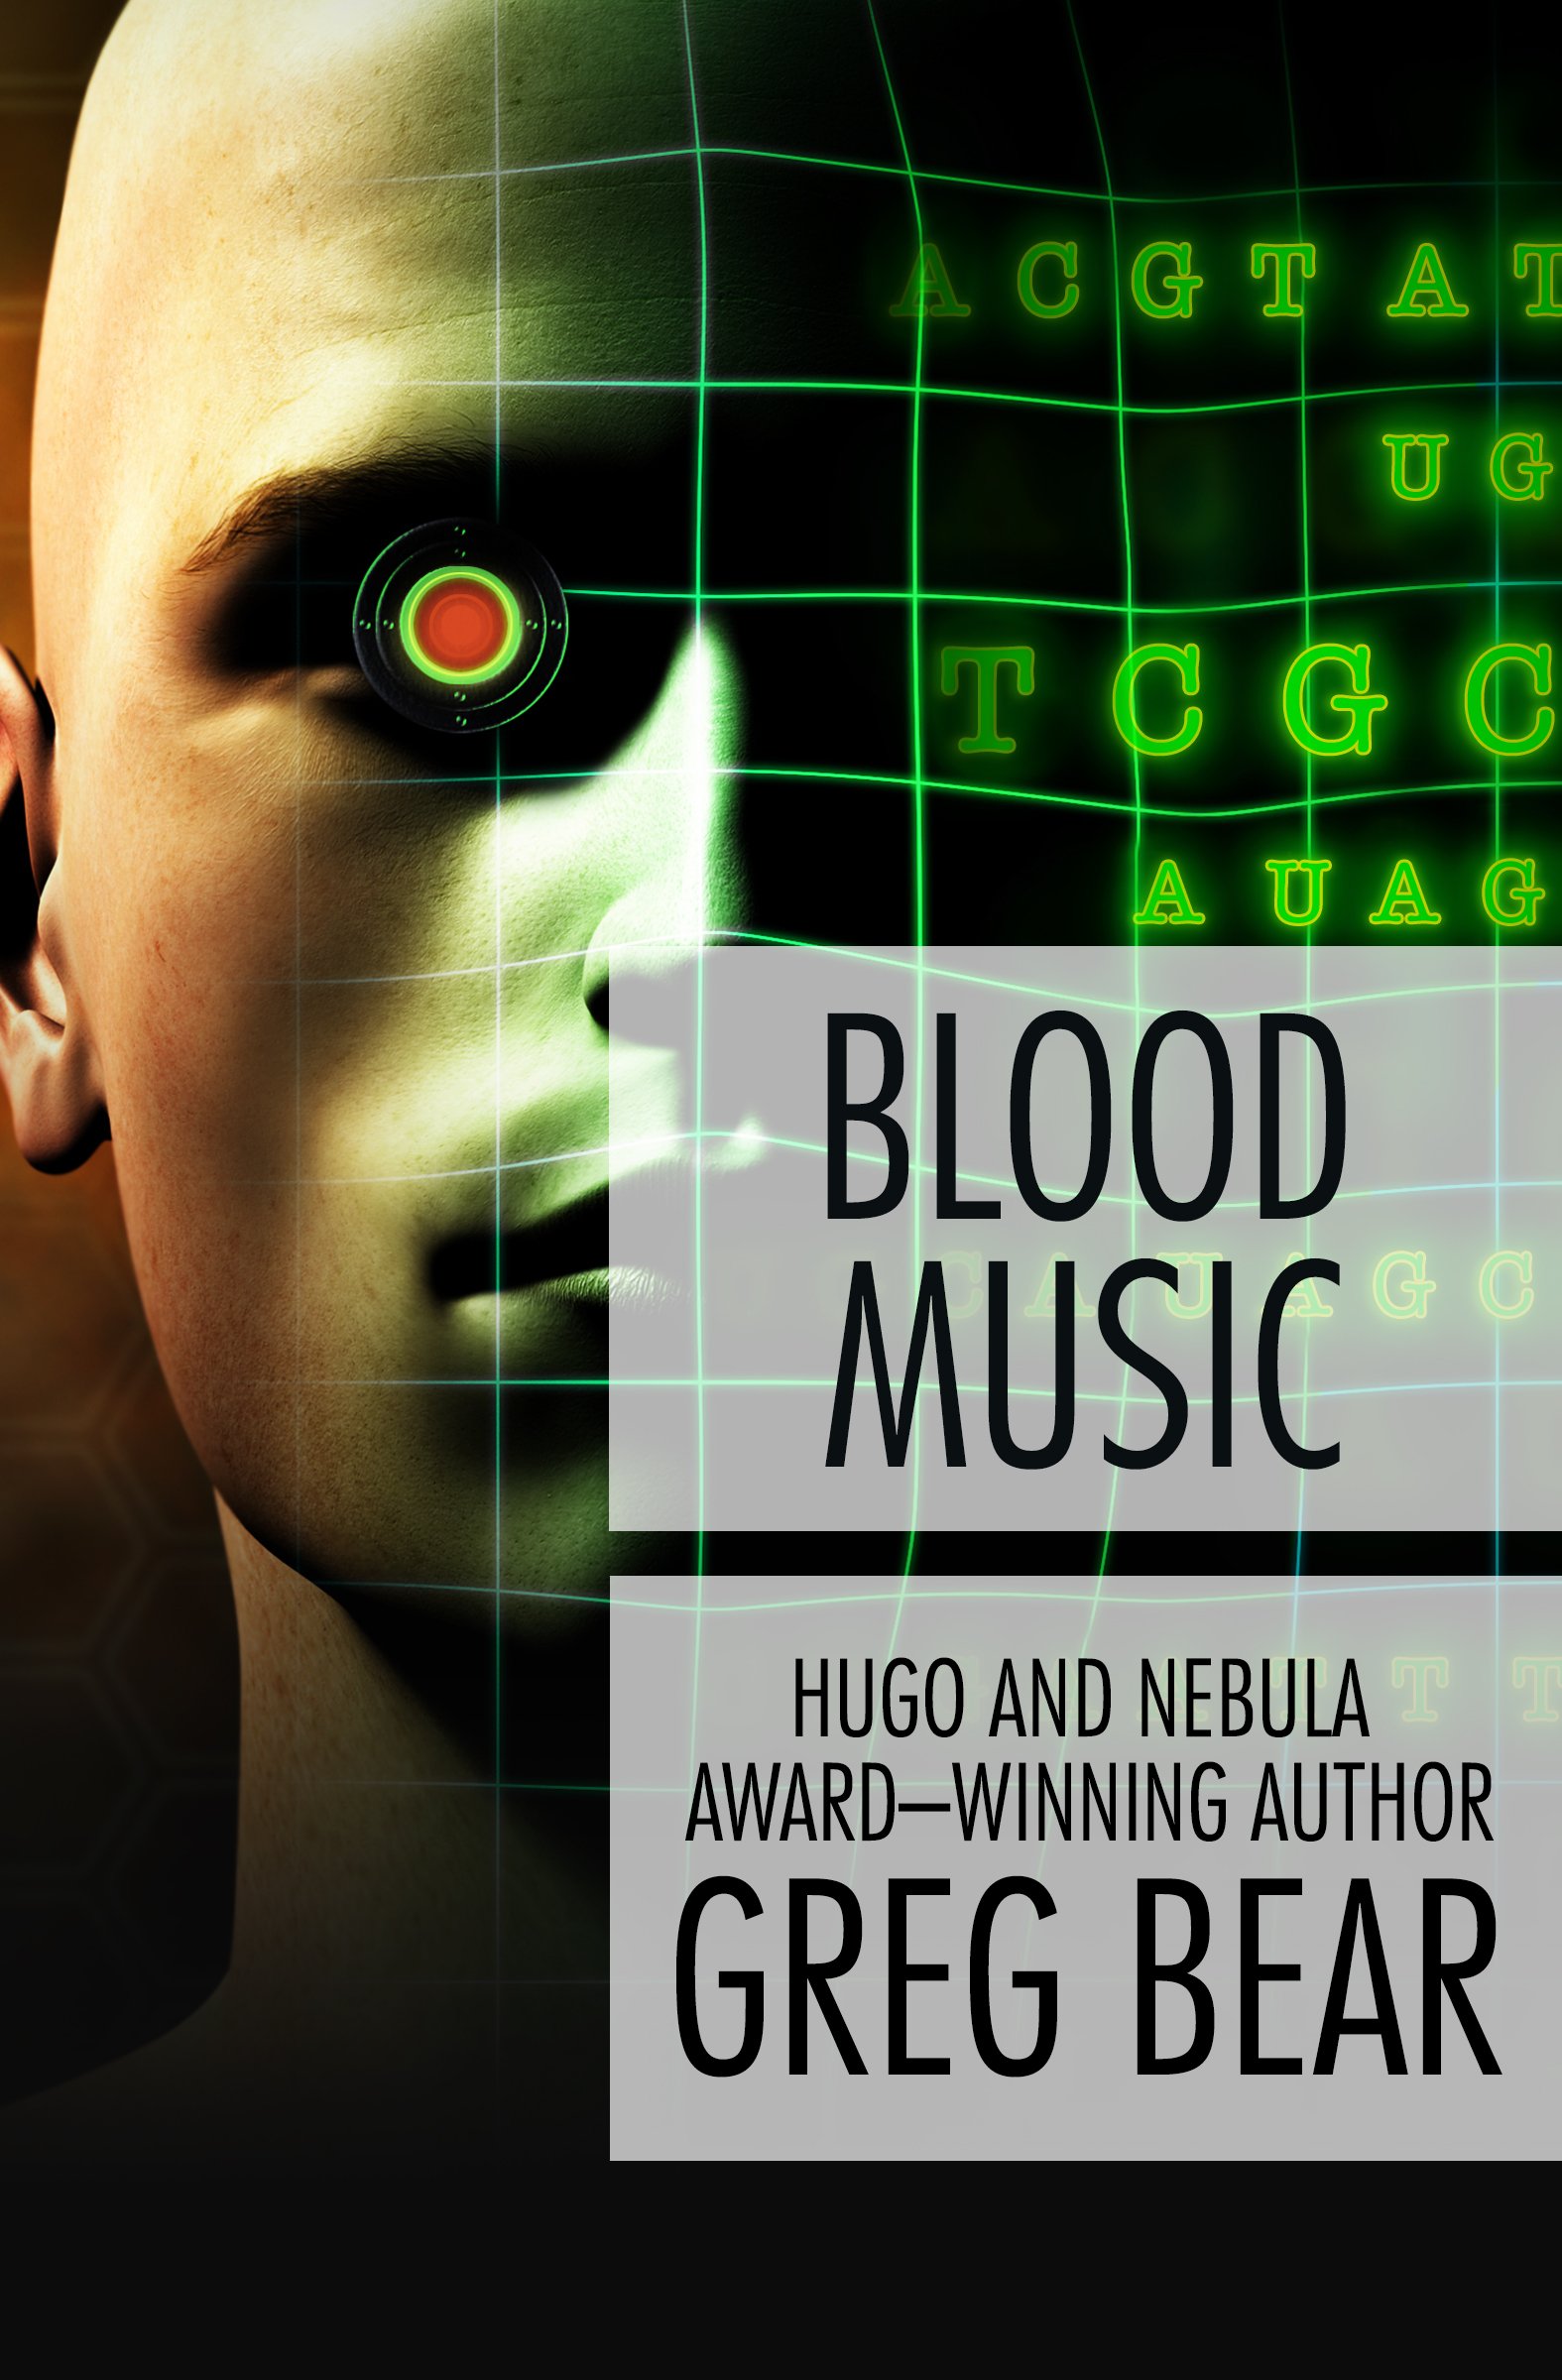 A C G T A T
U G
T C G C
A U A G
BLOOD
C A U A G C
MUSIC
HUGO AND NEBULA
T T
AWARD—WINNING AUTHOR
GREG BEAR